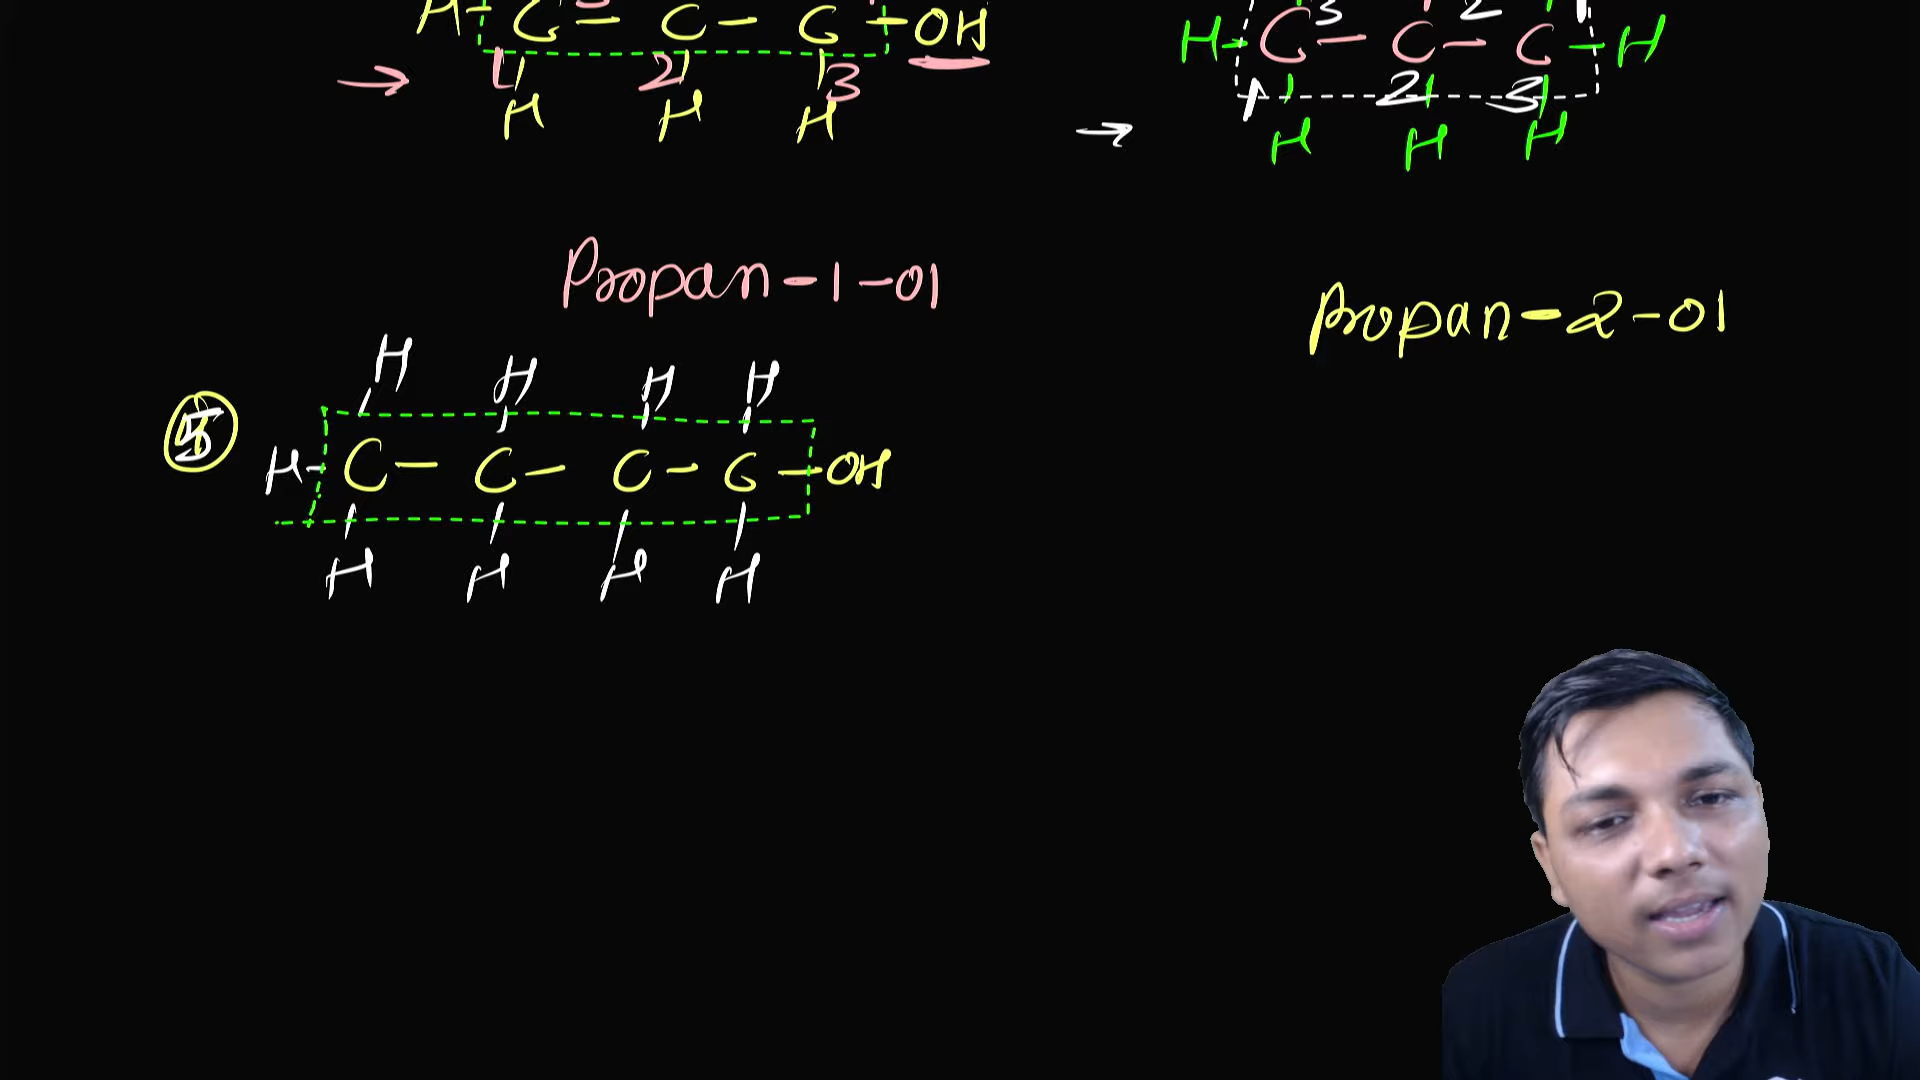 H - C - C - C - OH
1 2 3
H H H
→
3 2 1
H - C - C - C - H
1 2 3
→
H H H
Propan-1-ol
Propan-2-ol
H H H H
5 H - C - C - C - C - OH
H H H H